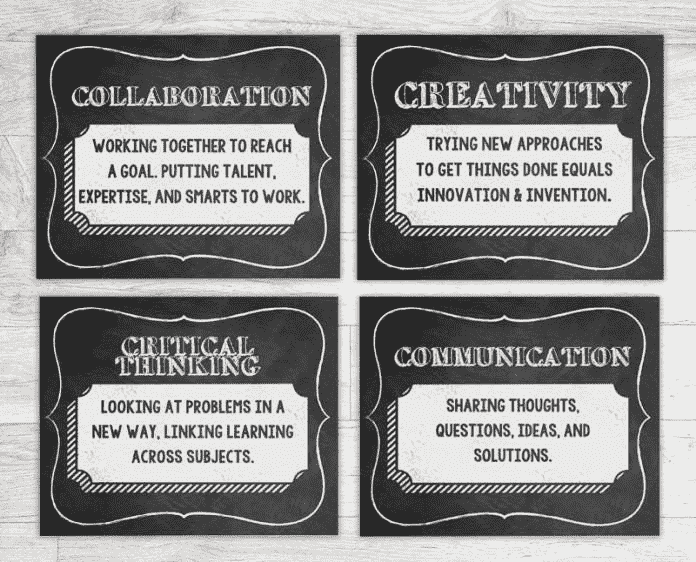 COLLABORATION
WORKING TOGETHER TO REACH
A GOAL. PUTTING TALENT,
EXPERTISE, AND SMARTS TO WORK.
CREATIVITY
TRYING NEW APPROACHES
TO GET THINGS DONE EQUALS
INNOVATION & INVENTION.
CRITICAL
THINKING
LOOKING AT PROBLEMS IN A
NEW WAY, LINKING LEARNING
ACROSS SUBJECTS.
COMMUNICATION
SHARING THOUGHTS,
QUESTIONS, IDEAS, AND
SOLUTIONS.